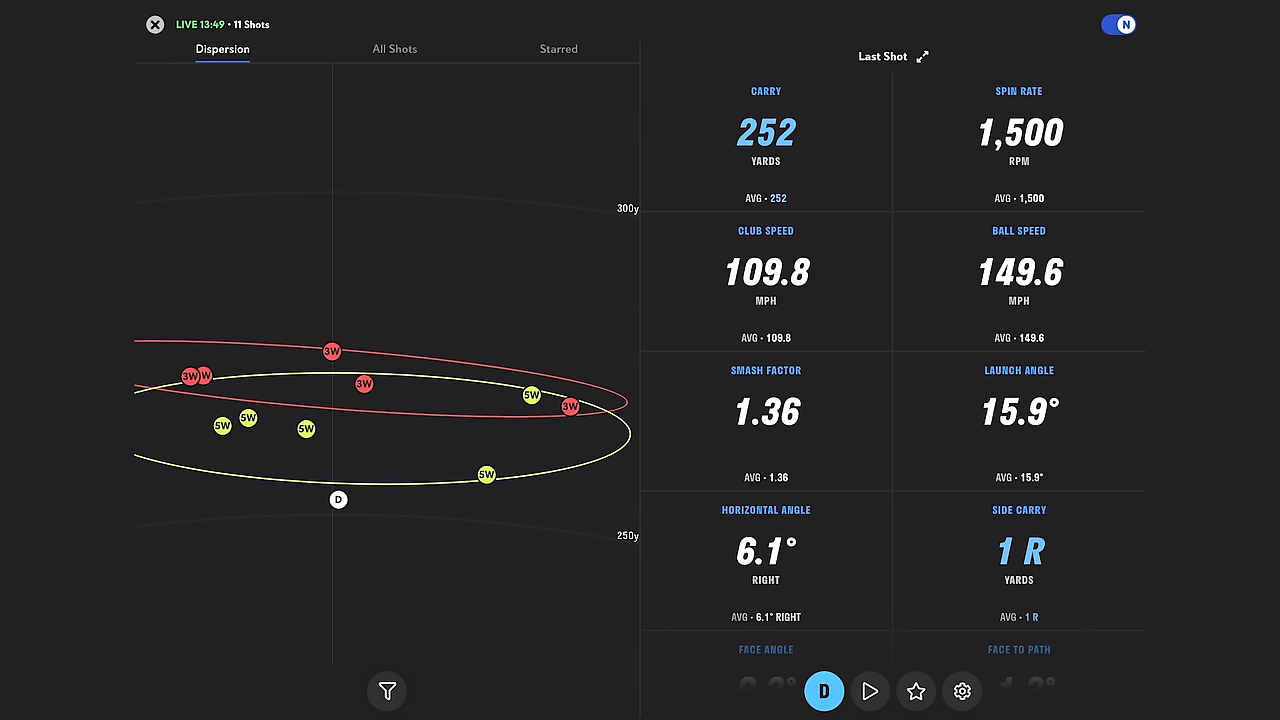 LIVE 13:49 • 11 Shots
N
Dispersion
All Shots
Starred
Last Shot
300y
250y
3W
3W W
3W
5W
3W
5W
5W
5W
5W
D
CARRY
252
YARDS
AVG • 252
SPIN RATE
1,500
RPM
AVG • 1,500
CLUB SPEED
109.8
MPH
AVG • 109.8
BALL SPEED
149.6
MPH
AVG • 149.6
SMASH FACTOR
1.36
AVG • 1.36
LAUNCH ANGLE
15.9°
AVG • 15.9°
HORIZONTAL ANGLE
6.1°
RIGHT
AVG • 6.1° RIGHT
SIDE CARRY
1 R
YARDS
AVG • 1 R
FACE ANGLE
FACE TO PATH
D